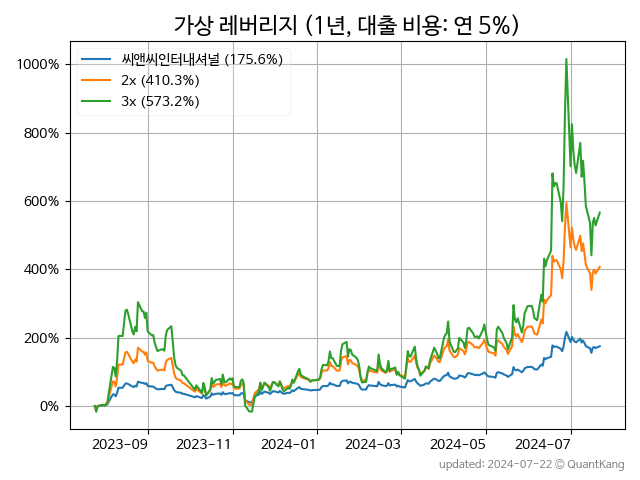 가상 레버리지 (1년, 대출 비용: 연 5%)
씨앤씨인터내셔널 (175.6%)
2x (410.3%)
3x (573.2%)
1000%
800%
600%
400%
200%
0%
2023-09 2023-11 2024-01 2024-03 2024-05 2024-07
updated: 2024-07-22 © QuantKang